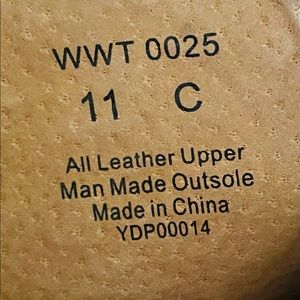 WWT 0025
11 C
All Leather Upper
Man Made Outsole
Made in China
YDP00014